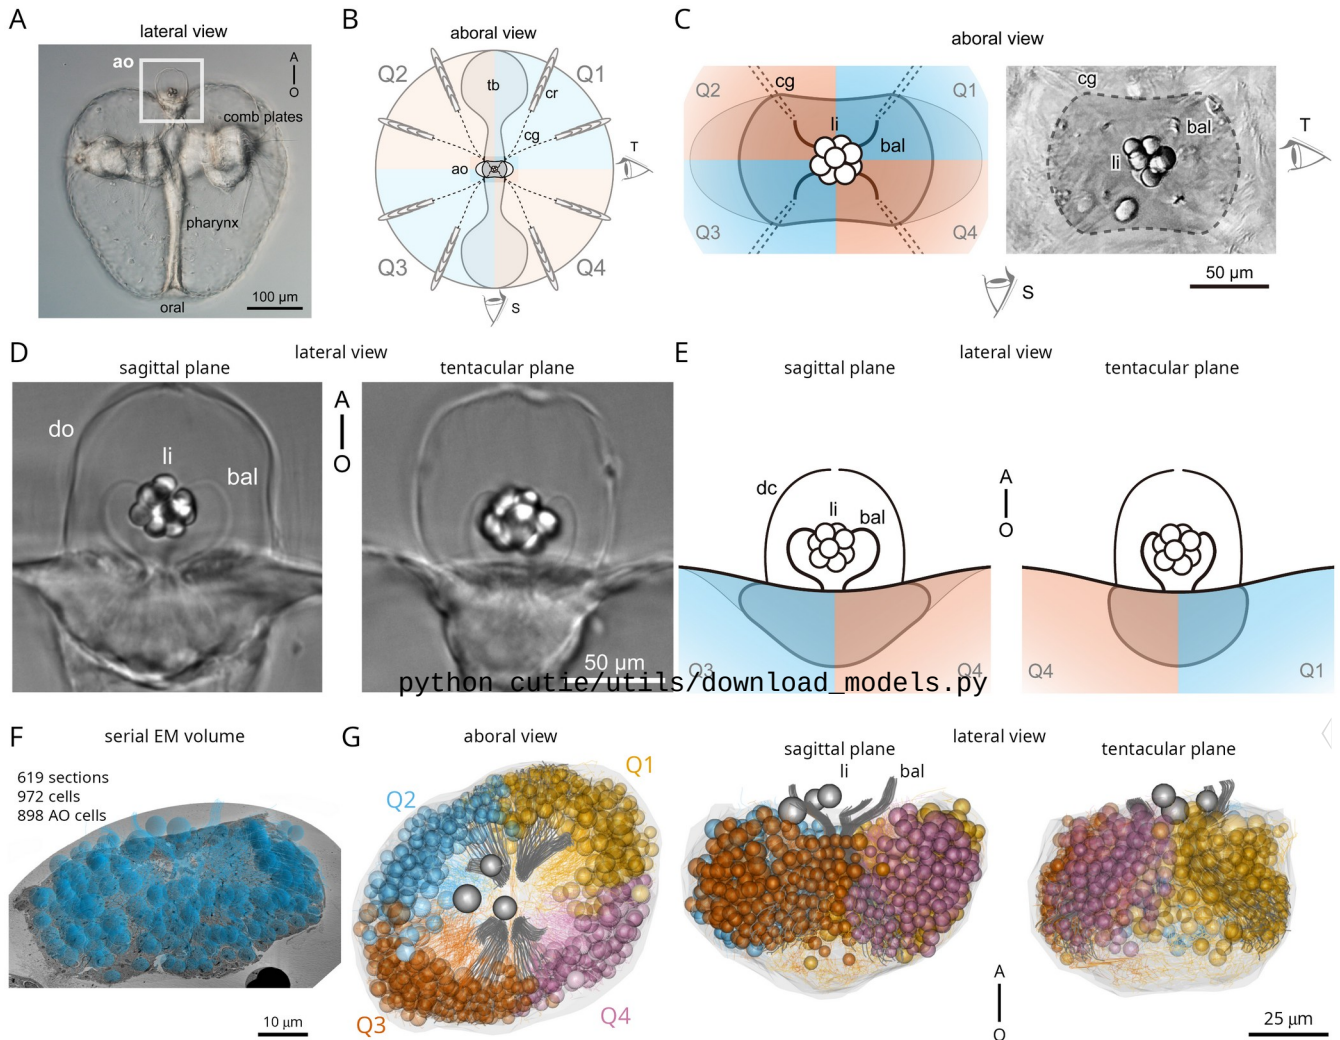 A
lateral view
ao
A
O
comb plates
pharynx
oral
100 µm
B
aboral view
Q2
Q1
tb
cr
cg
ao
T
Q3
Q4
S
C
aboral view
Q2
cg
Q1
li
bal
Q3
Q4
cg
bal
li
T
S
50 µm
D
lateral view
sagittal plane
tentacular plane
do
li
bal
A
O
50 µm
E
lateral view
sagittal plane
tentacular plane
dc
li
bal
A
O
Q3
Q4
Q4
Q1
python cutie/utils/download_models.py
F
serial EM volume
619 sections
972 cells
898 AO cells
10 µm
G
aboral view
Q1
Q2
Q3
Q4
lateral view
sagittal plane
tentacular plane
li
bal
A
O
25 µm